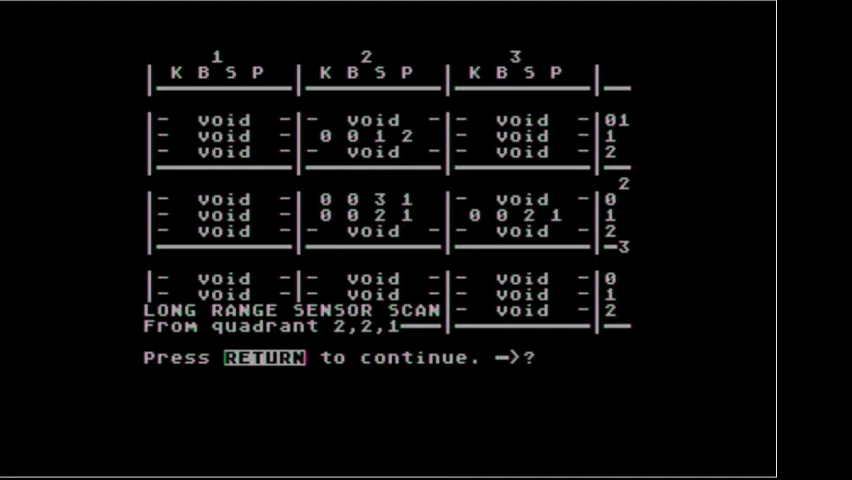 1 2 3
K B S P K B S P K B S P
- void - - void - - void - 01
- void - 0 0 1 2 - void - 1
- void - - void - - void - 2
2
- void - 0 0 3 1 - void - 0
- void - 0 0 2 1 0 0 2 1 1
- void - - void - - void - 2
3
- void - - void - - void - 0
- void - - void - - void - 1
LONG RANGE SENSOR SCAN - void - 2
From quadrant 2,2,1
Press RETURN to continue. —>?